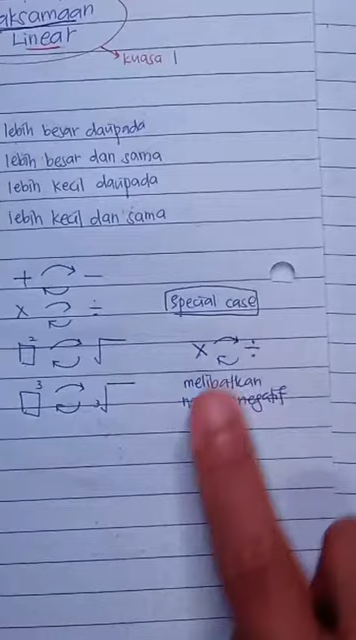 aksamaan
Linear
kuasa 1
lebih besar daripada
lebih besar dan sama
lebih kecil daripada
lebih kecil dan sama
+ −
× ÷
special case
□² √
× ÷
□³ ³√
melibatkan
negatif